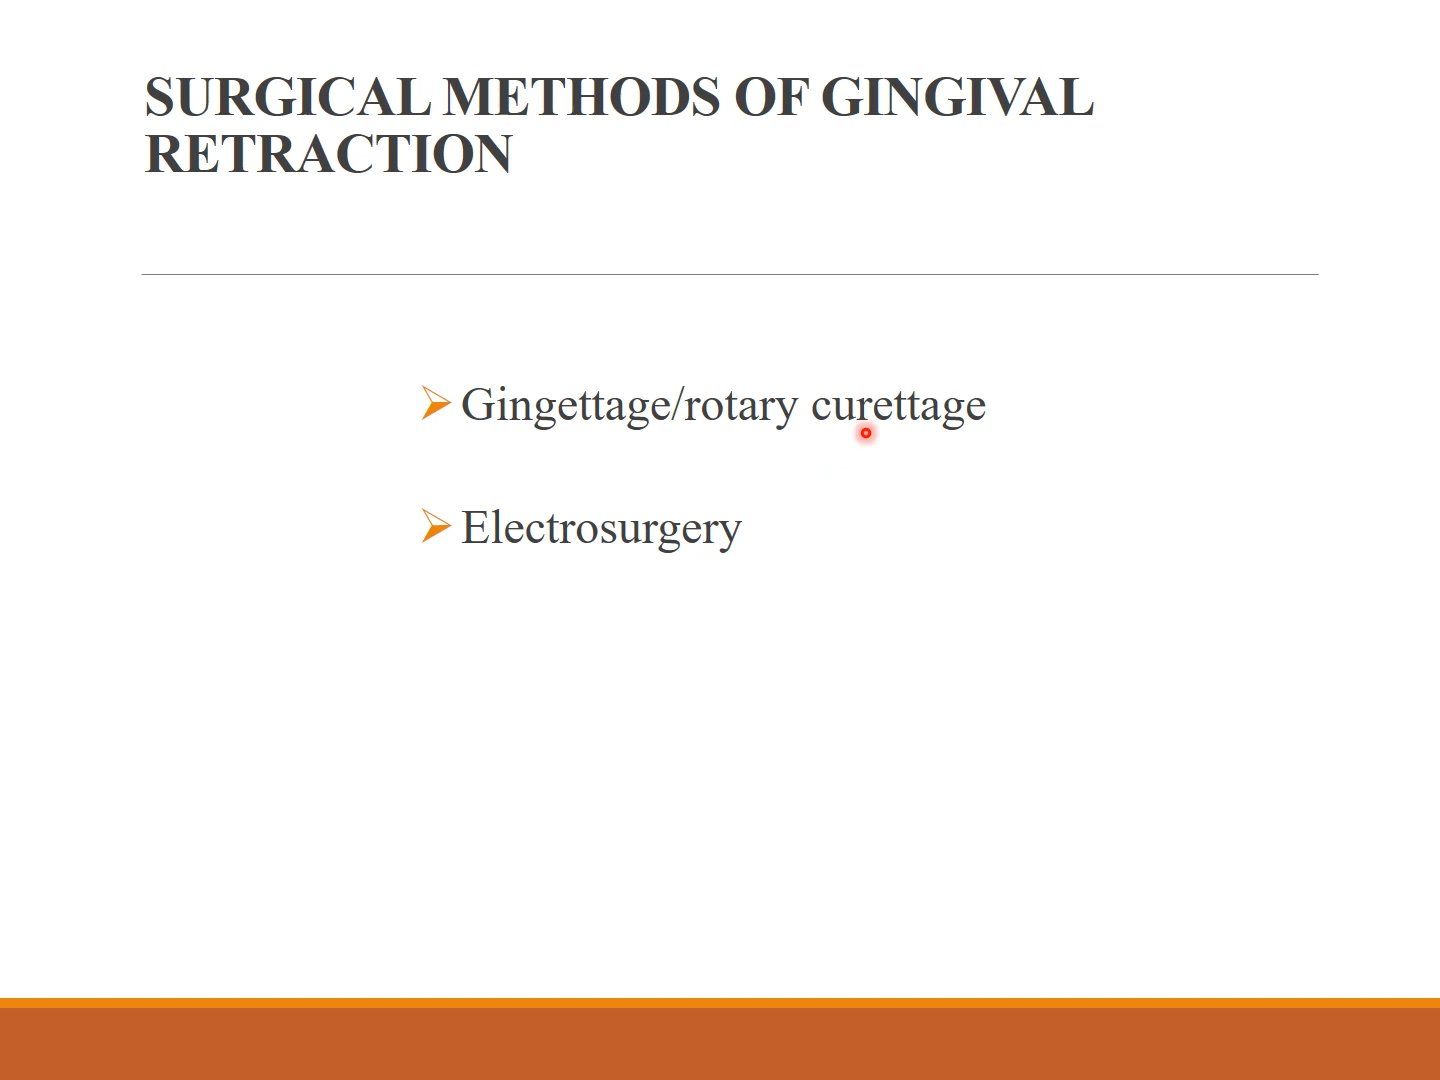 SURGICAL METHODS OF GINGIVAL
RETRACTION
Gingettage/rotary curettage
Electrosurgery